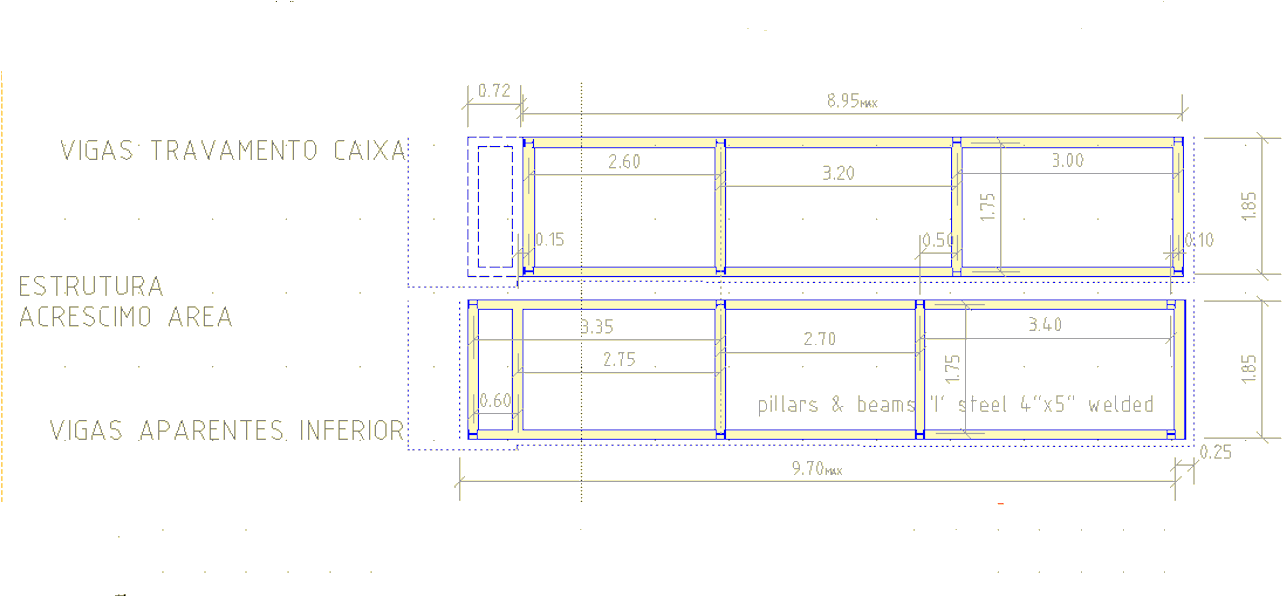 0.72
8.95MAX
VIGAS TRAVAMENTO CAIXA
2.60
3.20
3.00
1.75
1.85
0.15
0.50
0.10
ESTRUTURA
ACRESCIMO AREA
3.35
2.70
3.40
2.75
1.75
1.85
0.60
pillars & beams 'I' steel 4"x5" welded
VIGAS APARENTES INFERIOR
0.25
9.70MAX